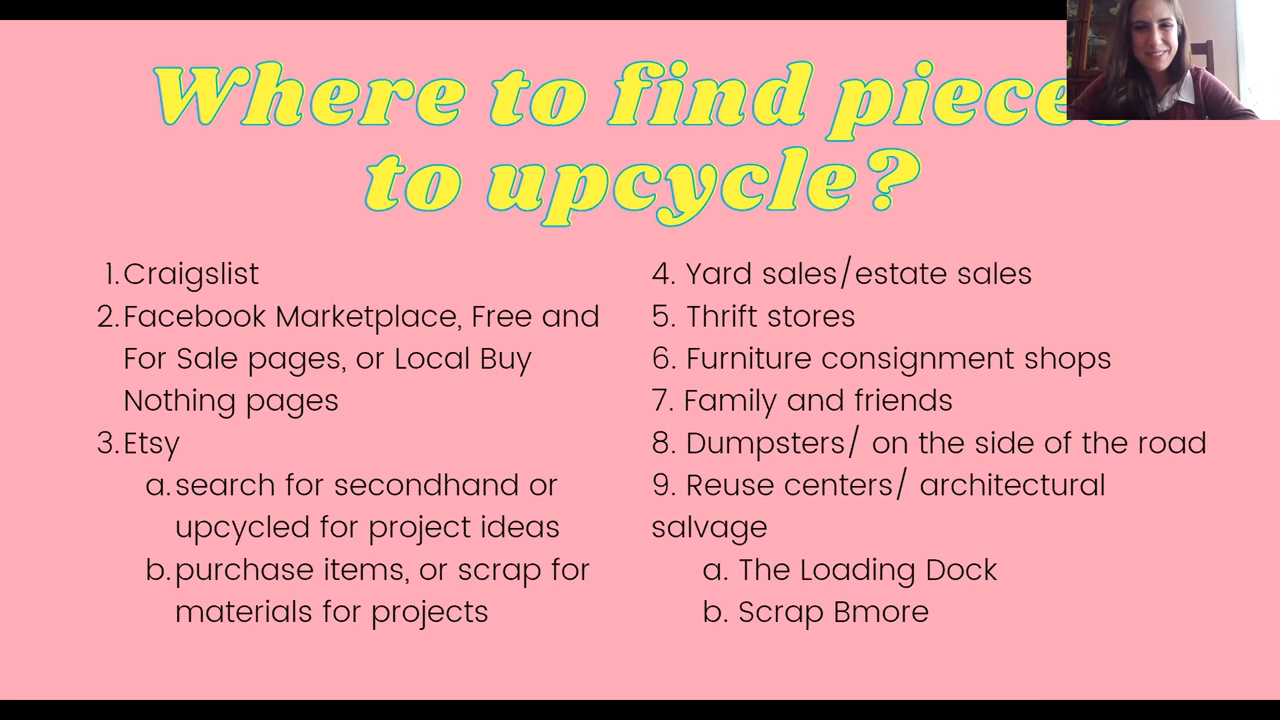 Where to find pieces
to upcycle?
1. Craigslist
2. Facebook Marketplace, Free and
For Sale pages, or Local Buy
Nothing pages
3. Etsy
a. search for secondhand or
upcycled for project ideas
b. purchase items, or scrap for
materials for projects
4. Yard sales/estate sales
5. Thrift stores
6. Furniture consignment shops
7. Family and friends
8. Dumpsters/ on the side of the road
9. Reuse centers/ architectural
salvage
a. The Loading Dock
b. Scrap Bmore